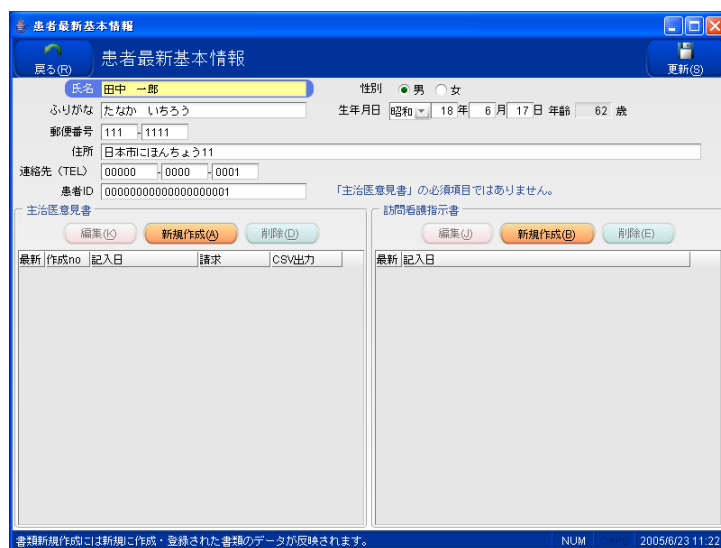 患者最新基本情報
戻る(R) 患者最新基本情報 更新(S)
氏名 田中 一郎 性別 男 女
ふりがな たなか いちろう 生年月日 昭和 18 年 6 月 17 日 年齢 62 歳
郵便番号 111 - 1111
住所 日本市にほんちょう11
連絡先（TEL） 00000 - 0000 - 0001
患者ID 00000000000000000001 「主治医意見書」の必須項目ではありません。
主治医意見書 訪問看護指示書
編集(K) 新規作成(A) 削除(D) 編集(J) 新規作成(B) 削除(E)
最新 作成no 記入日 請求 CSV出力 最新 記入日
書類新規作成には新規に作成・登録された書類のデータが反映されます。 NUM CAPS 2005/6/23 11:22